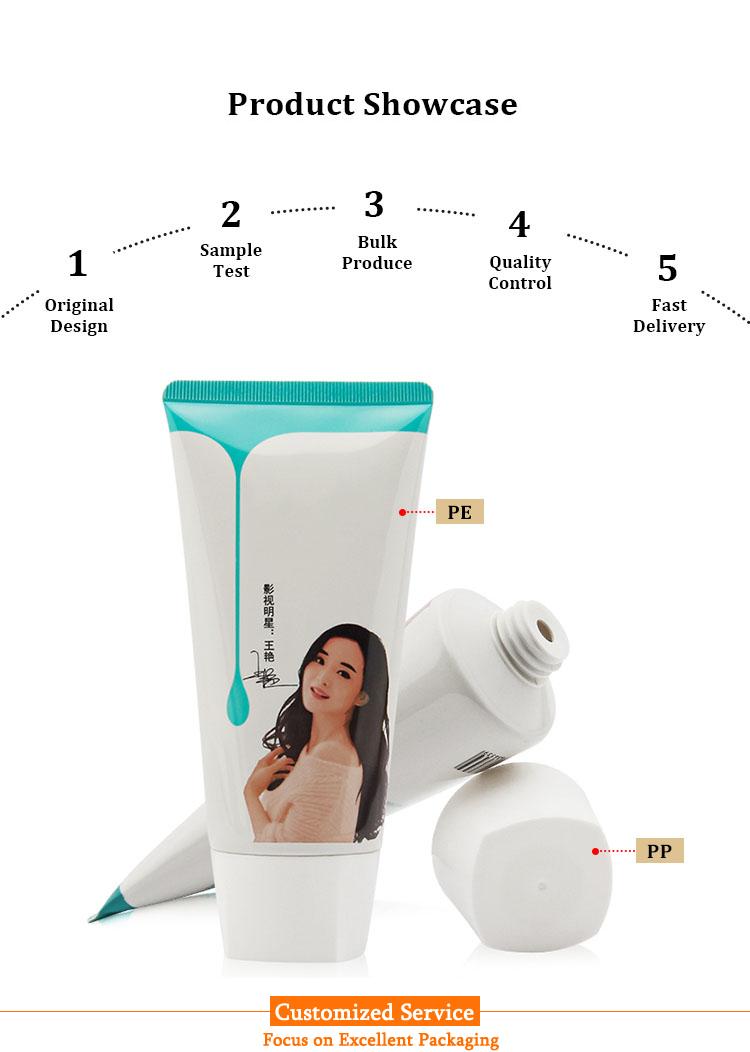 Product Showcase
1
Original
Design
2
Sample
Test
3
Bulk
Produce
4
Quality
Control
5
Fast
Delivery
PE
影视明星：王艳
PP
Customized Service
Focus on Excellent Packaging